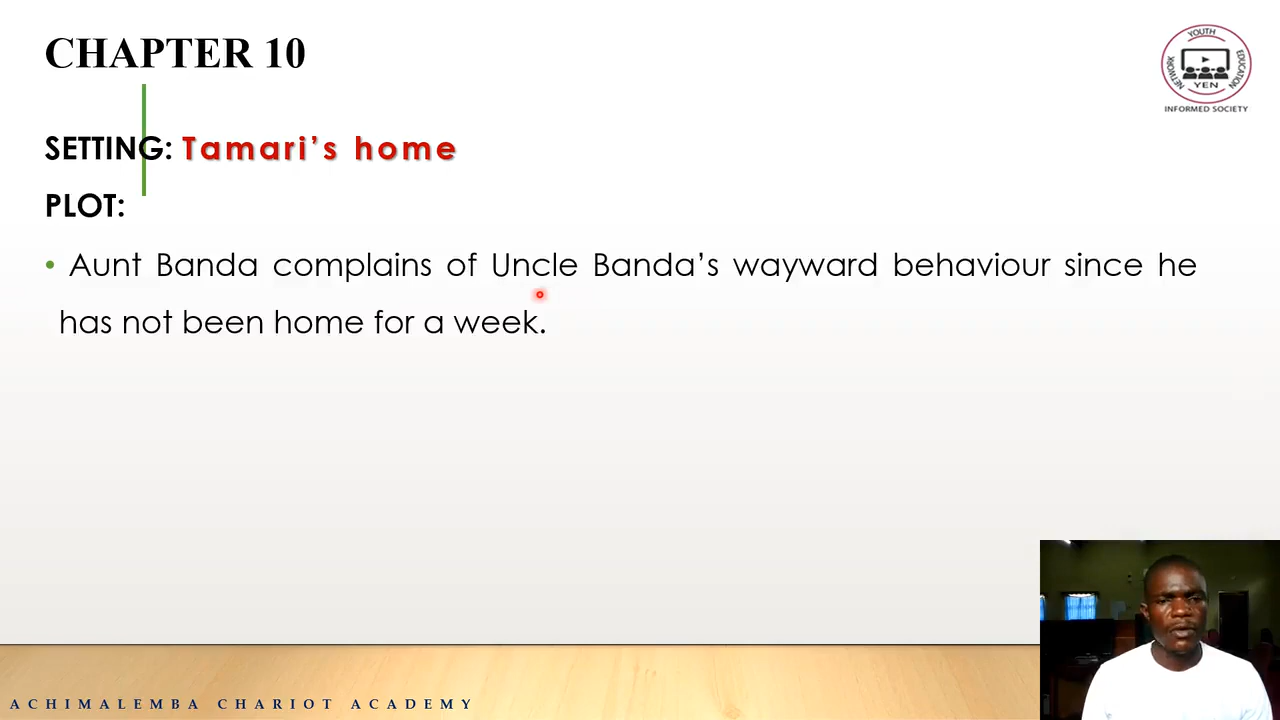 CHAPTER 10
YOUTH
EDUCATION
NETWORK
YEN
INFORMED SOCIETY
SETTING: Tamari’s home
PLOT:
• Aunt Banda complains of Uncle Banda’s wayward behaviour since he
has not been home for a week.
ACHIMALEMBA CHARIOT ACADEMY